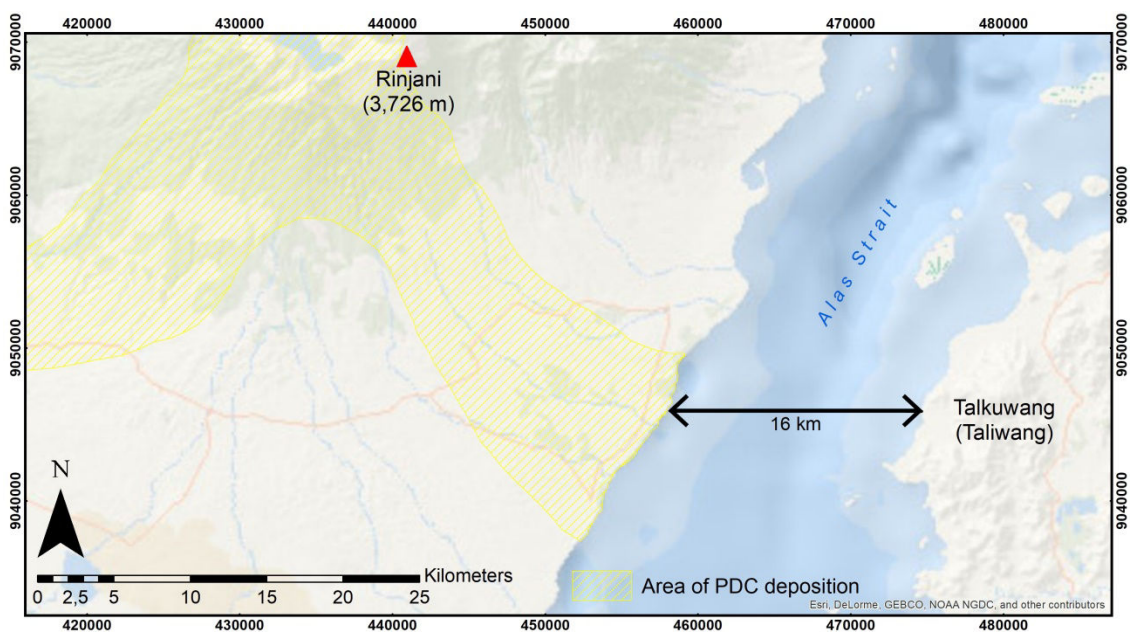 420000 430000 440000 450000 460000 470000 480000
9070000 9070000
Rinjani
(3,726 m)
9060000 9060000
Alas Strait
9050000 9050000
Talkuwang
(Taliwang)
16 km
N
9040000 9040000
Kilometers
0 2,5 5 10 15 20 25
Area of PDC deposition
Esri, DeLorme, GEBCO, NOAA NGDC, and other contributors
420000 430000 440000 450000 460000 470000 480000